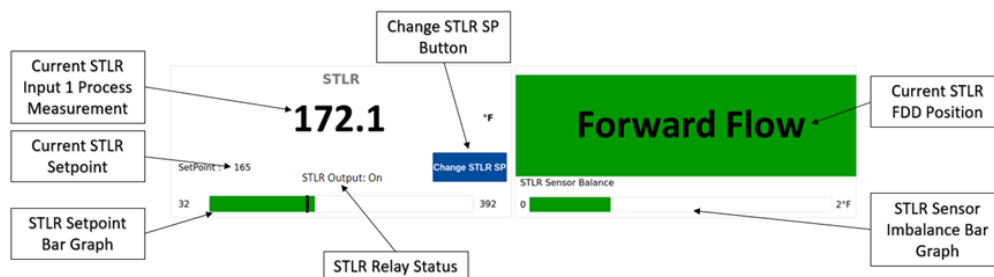 Change STLR SP
Button
Current STLR
Input 1 Process
Measurement
STLR
172.1
°F
Forward Flow
Current STLR
FDD Position
Current STLR
Setpoint
SetPoint : 165
STLR Output: On
Change STLR SP
STLR Sensor Balance
32
392
0
2°F
STLR Setpoint
Bar Graph
STLR Relay Status
STLR Sensor
Imbalance Bar
Graph